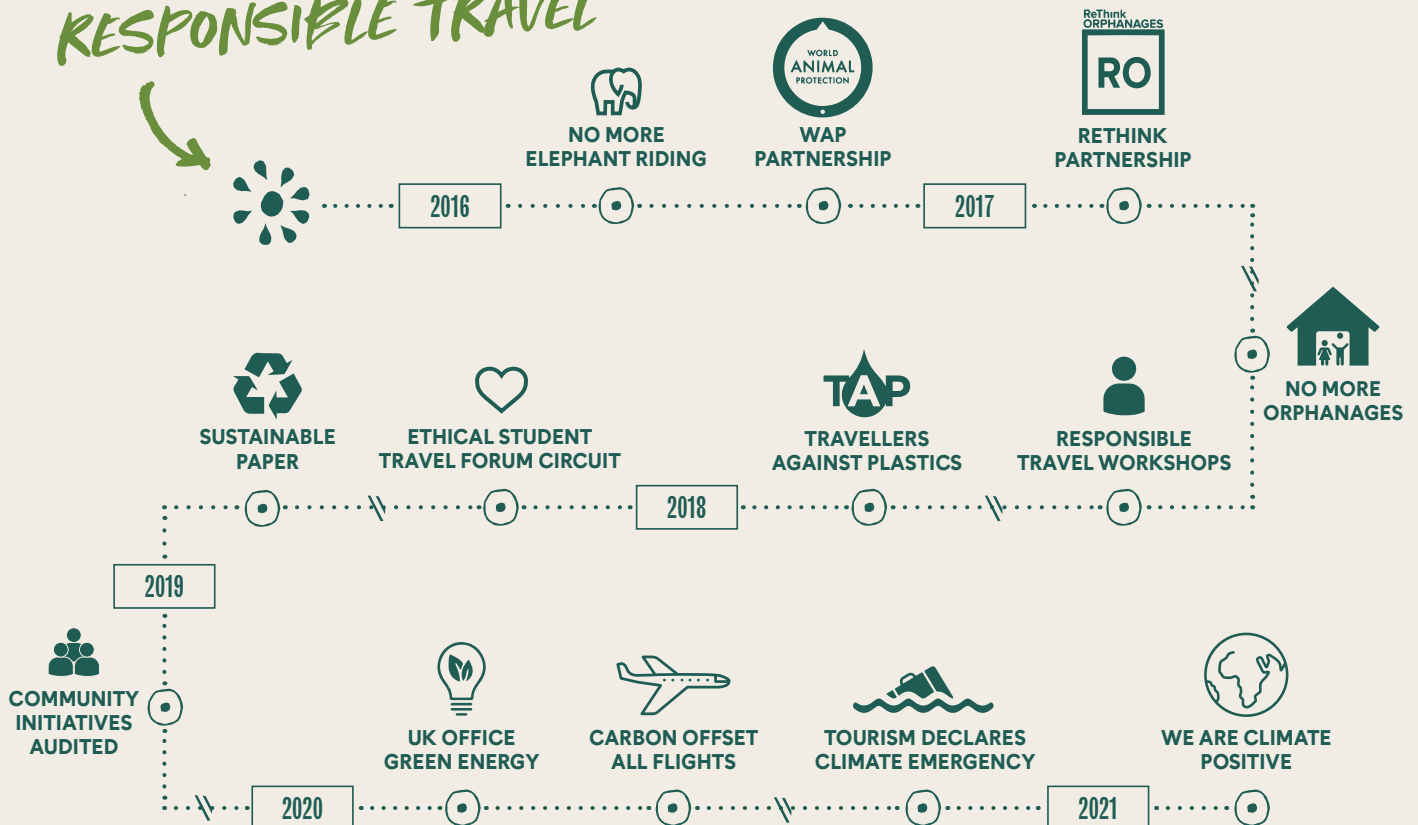 RESPONSIBLE TRAVEL
ReThink
ORPHANAGES
RO
WORLD
ANIMAL
PROTECTION
NO MORE
ELEPHANT RIDING
WAP
PARTNERSHIP
RETHINK
PARTNERSHIP
2016
2017
NO MORE
ORPHANAGES
RESPONSIBLE
TRAVEL WORKSHOPS
TAP
TRAVELLERS
AGAINST PLASTICS
2018
ETHICAL STUDENT
TRAVEL FORUM CIRCUIT
SUSTAINABLE
PAPER
2019
COMMUNITY
INITIATIVES
AUDITED
2020
UK OFFICE
GREEN ENERGY
CARBON OFFSET
ALL FLIGHTS
TOURISM DECLARES
CLIMATE EMERGENCY
2021
WE ARE CLIMATE
POSITIVE